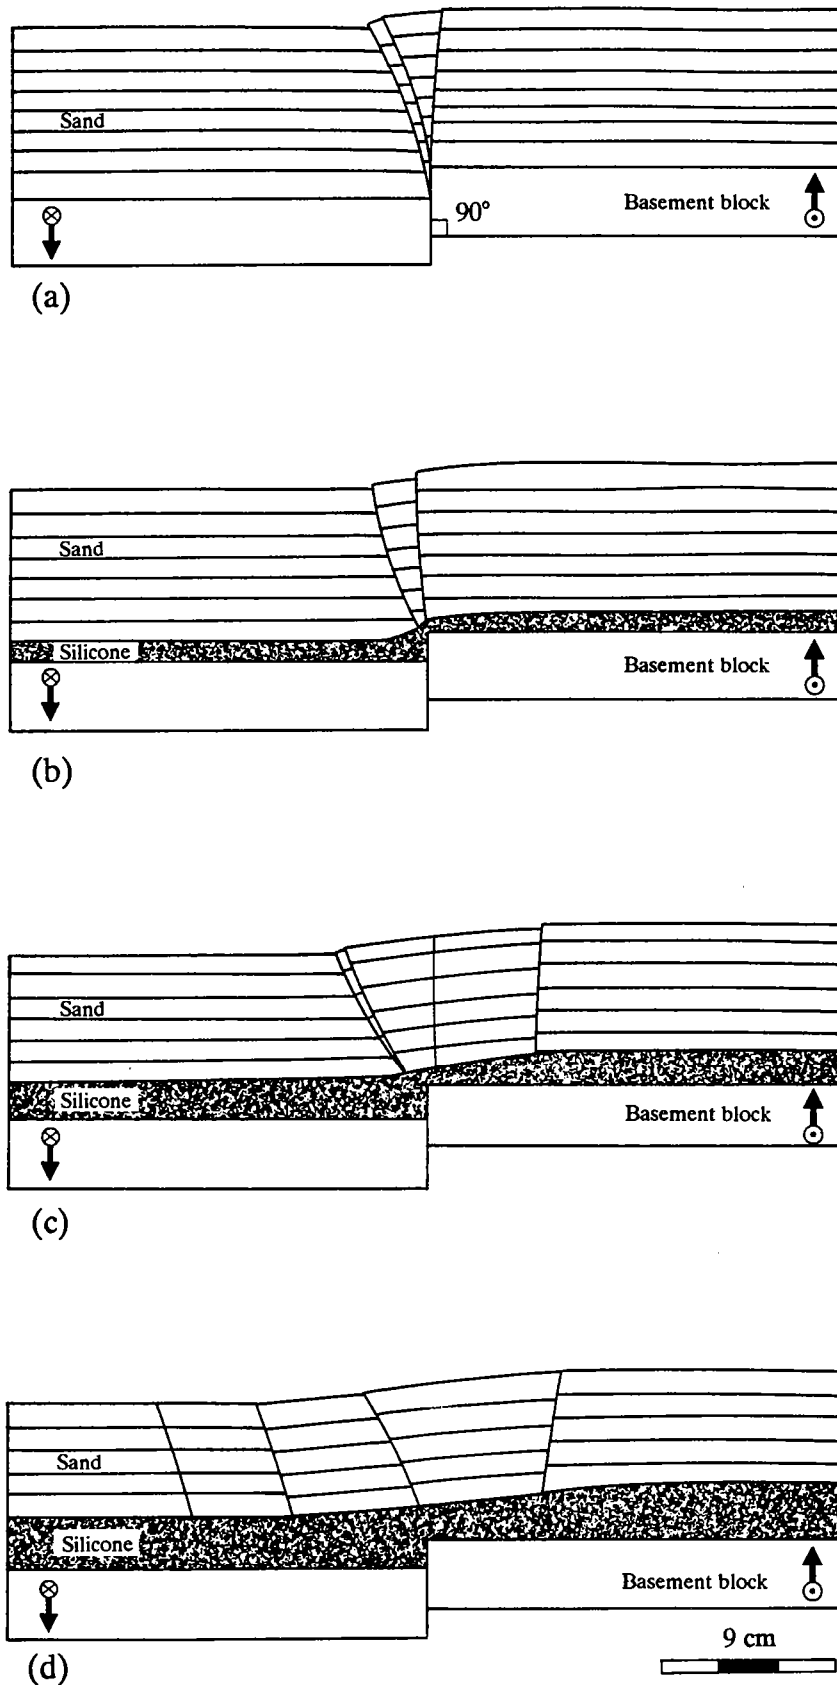 Sand
90°
Basement block
(a)
Sand
Silicone
Basement block
(b)
Sand
Silicone
Basement block
(c)
Sand
Silicone
Basement block
9 cm
(d)